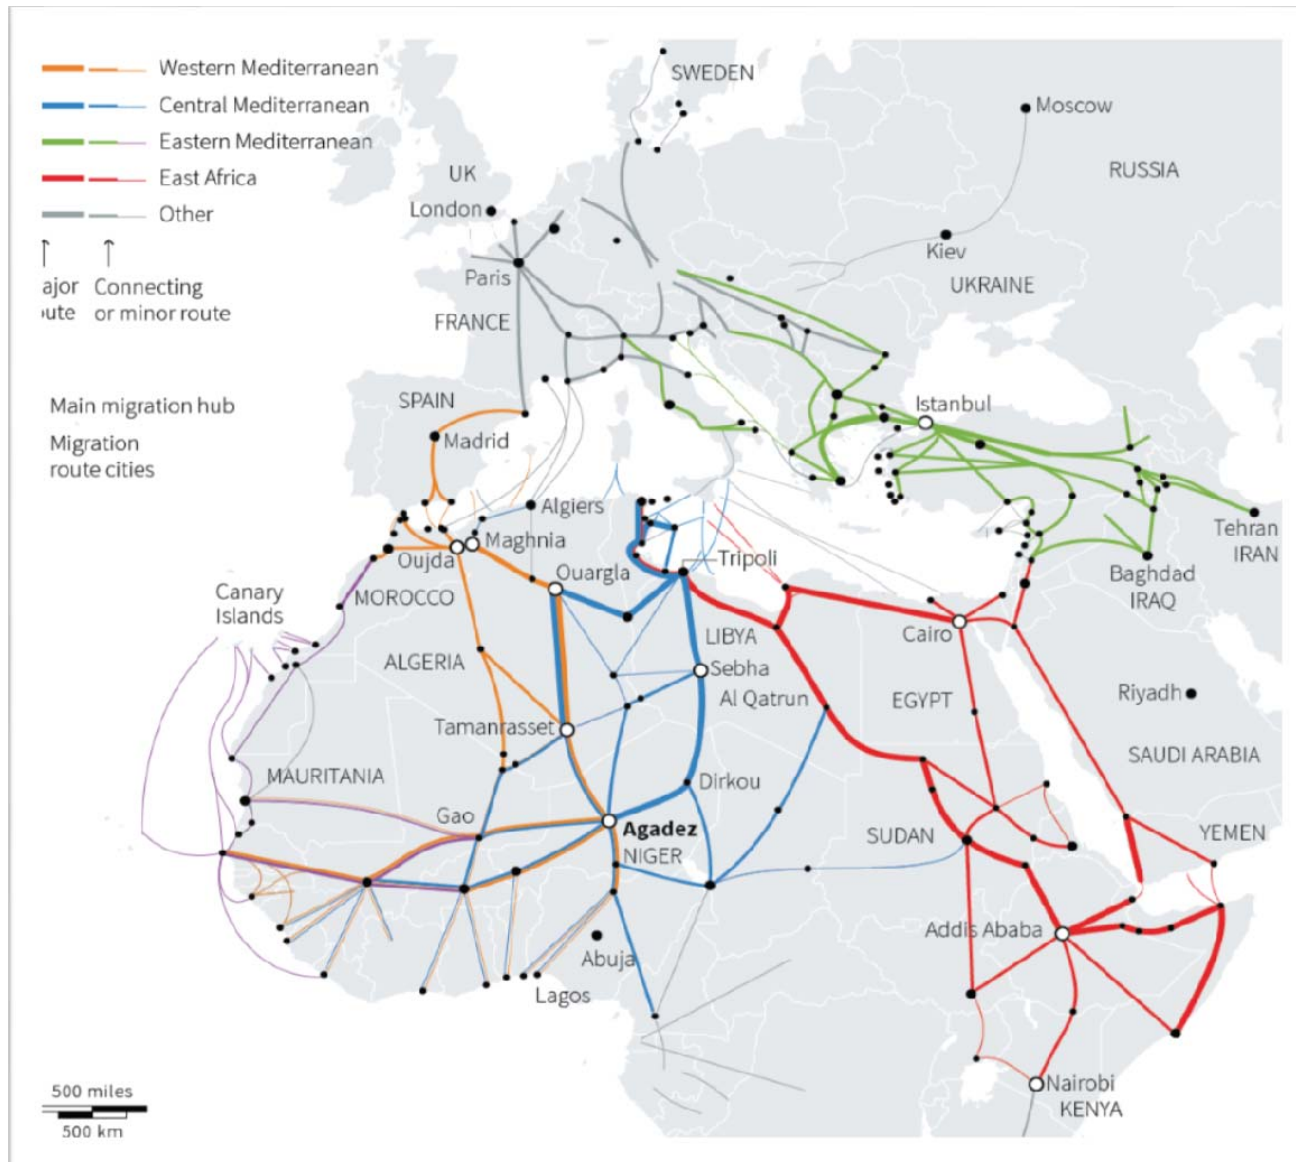 Western Mediterranean
Central Mediterranean
Eastern Mediterranean
East Africa
Other
ajor
ute
Connecting
or minor route
Main migration hub
Migration
route cities
SWEDEN
Moscow
RUSSIA
UK
London
Kiev
Paris
UKRAINE
FRANCE
SPAIN
Istanbul
Madrid
Algiers
Tehran
IRAN
Maghnia
Oujda
Tripoli
Ouargla
Baghdad
IRAQ
Canary
Islands
MOROCCO
LIBYA
Cairo
ALGERIA
Sebha
Al Qatrun
EGYPT
Riyadh
Tamanrasset
SAUDI ARABIA
MAURITANIA
Dirkou
Gao
Agadez
NIGER
SUDAN
YEMEN
Addis Ababa
Abuja
Lagos
Nairobi
KENYA
500 miles
500 km